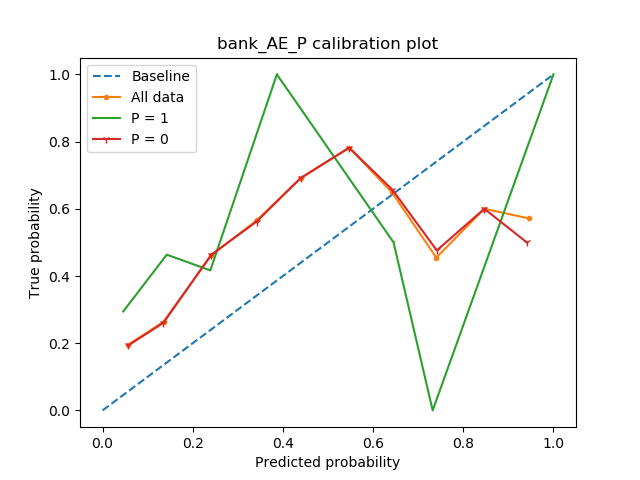 bank_AE_P calibration plot
Baseline
All data
P = 1
P = 0
True probability
1.0
0.8
0.6
0.4
0.2
0.0
0.0 0.2 0.4 0.6 0.8 1.0
Predicted probability